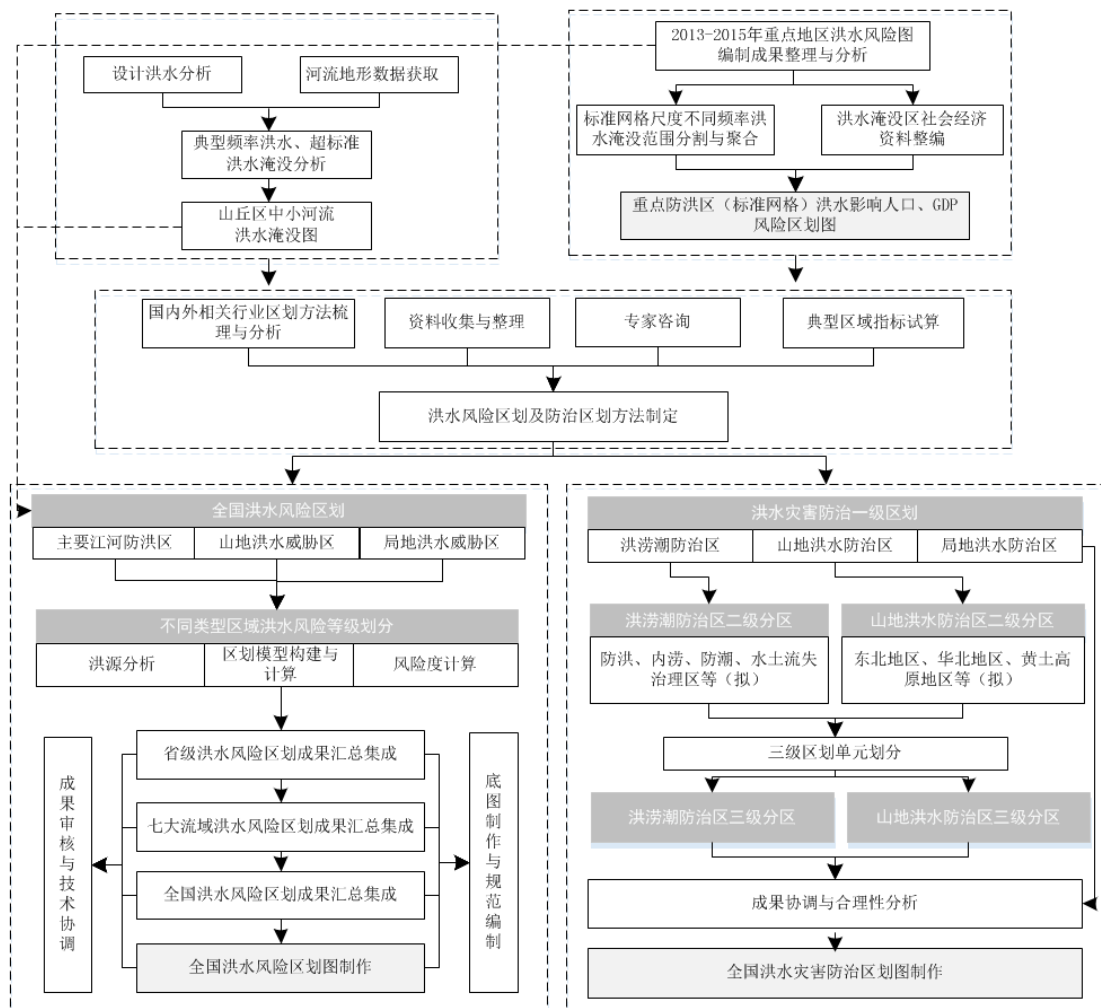 设计洪水分析
河流地形数据获取
典型频率洪水、超标准
洪水淹没分析
山丘区中小河流
洪水淹没图
2013-2015年重点地区洪水风险图
编制成果整理与分析
标准网格尺度不同频率洪
水淹没范围分割与聚合
洪水淹没区社会经济
资料整编
重点防洪区（标准网格）洪水影响人口、GDP
风险区划图
国内外相关行业区划方法梳
理与分析
资料收集与整理
专家咨询
典型区域指标试算
洪水风险区划及防治区划方法制定
全国洪水风险区划
主要江河防洪区
山地洪水威胁区
局地洪水威胁区
不同类型区域洪水风险等级划分
洪源分析
区划模型构建与
计算
风险度计算
省级洪水风险区划成果汇总集成
七大流域洪水风险区划成果汇总集成
全国洪水风险区划成果汇总集成
全国洪水风险区划图制作
成果审核与技术协调
底图制作与规范编制
洪水灾害防治一级区划
洪涝潮防治区
山地洪水防治区
局地洪水防治区
洪涝潮防治区二级分区
防洪、内涝、防潮、水土流失
治理区等（拟）
山地洪水防治区二级分区
东北地区、华北地区、黄土高
原地区等（拟）
三级区划单元划分
洪涝潮防治区三级分区
山地洪水防治区三级分区
成果协调与合理性分析
全国洪水灾害防治区划图制作